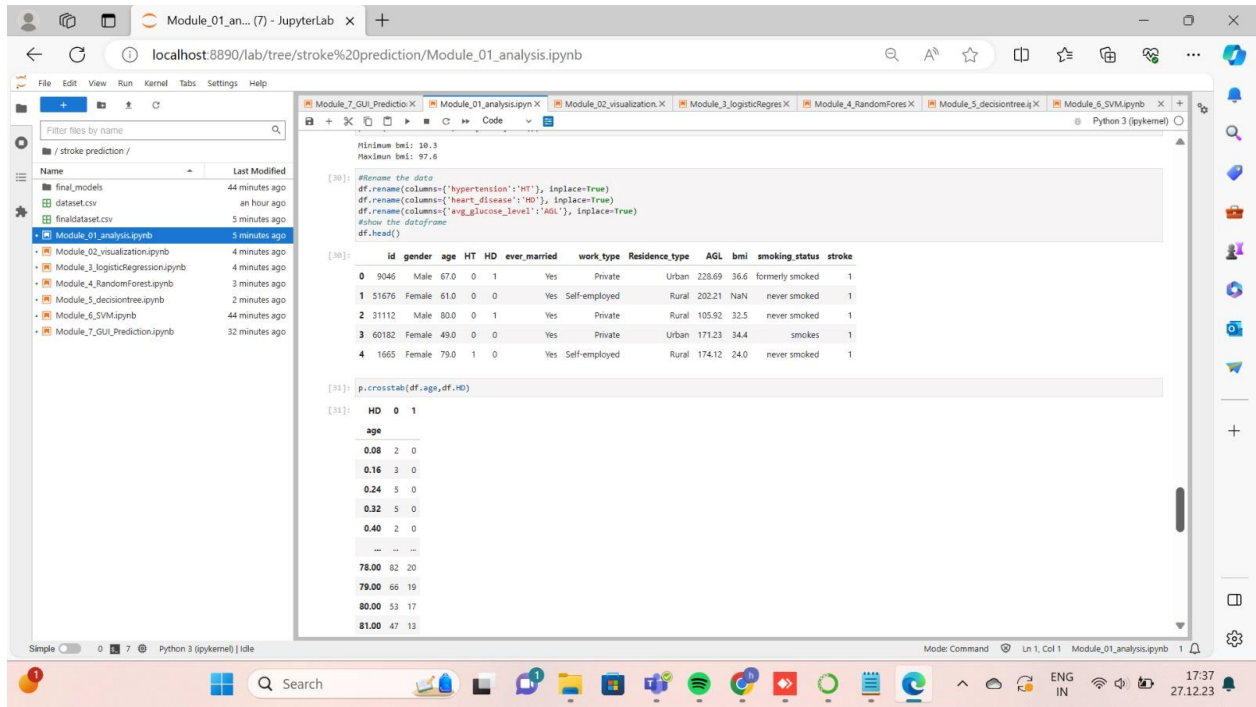 Module_01_an... (7) - JupyterLab
localhost:8890/lab/tree/stroke%20prediction/Module_01_analysis.ipynb
File Edit View Run Kernel Tabs Settings Help
Filter files by name
/ stroke prediction /
Name Last Modified
final_models 44 minutes ago
dataset.csv an hour ago
finaldataset.csv 5 minutes ago
Module_01_analysis.ipynb 5 minutes ago
Module_02_visualization.ipynb 4 minutes ago
Module_3_logisticRegression.ipynb 4 minutes ago
Module_4_RandomForest.ipynb 3 minutes ago
Module_5_decisiontree.ipynb 2 minutes ago
Module_6_SVM.ipynb 44 minutes ago
Module_7_GUI_Prediction.ipynb 32 minutes ago
Module_7_GUI_Predictio Module_01_analysis.ipyn Module_02_visualization. Module_3_logisticRegres Module_4_RandomFores Module_5_decisiontree.ij Module_6_SVM.ipynb
Code Python 3 (ipykernel)
Minimum bmi: 10.3
Maximun bmi: 97.6
[30]: #Rename the data
df.rename(columns={'hypertension':'HT'}, inplace=True)
df.rename(columns={'heart_disease':'HD'}, inplace=True)
df.rename(columns={'avg_glucose_level':'AGL'}, inplace=True)
#show the dataframe
df.head()
[30]: id gender age HT HD ever_married work_type Residence_type AGL bmi smoking_status stroke
0 9046 Male 67.0 0 1 Yes Private Urban 228.69 36.6 formerly smoked 1
1 51676 Female 61.0 0 0 Yes Self-employed Rural 202.21 NaN never smoked 1
2 31112 Male 80.0 0 1 Yes Private Rural 105.92 32.5 never smoked 1
3 60182 Female 49.0 0 0 Yes Private Urban 171.23 34.4 smokes 1
4 1665 Female 79.0 1 0 Yes Self-employed Rural 174.12 24.0 never smoked 1
[31]: p.crosstab(df.age,df.HD)
[31]: HD 0 1
age
0.08 2 0
0.16 3 0
0.24 5 0
0.32 5 0
0.40 2 0
... ... ...
78.00 82 20
79.00 66 19
80.00 53 17
81.00 47 13
Simple 0 7 Python 3 (ipykernel) | Idle Mode: Command Ln 1, Col 1 Module_01_analysis.ipynb 1
1 Search 1 ENG 17:37
IN 27.12.23